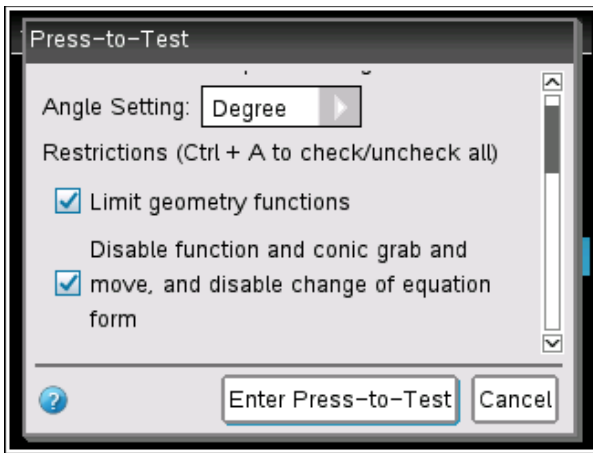 Press-to-Test
Angle Setting: Degree
Restrictions (Ctrl + A to check/uncheck all)
Limit geometry functions
Disable function and conic grab and
move, and disable change of equation
form
? Enter Press-to-Test Cancel